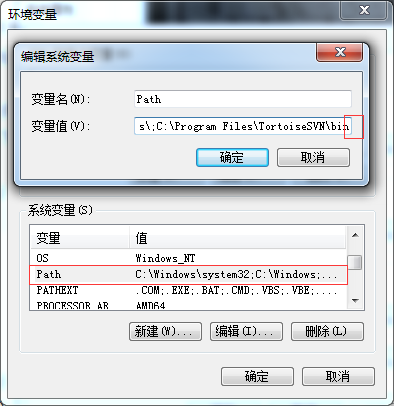 环境变量
编辑系统变量
变量名(N):
Path
变量值(V):
s\;C:\Program Files\TortoiseSVN\bin
确定
取消
系统变量(S)
变量 值
OS Windows_NT
Path C:\Windows\system32;C:\Windows;...
PATHEXT .COM;.EXE;.BAT;.CMD;.VBS;.VBE;....
PROCESSOR_AR AMD64
新建(W)... 编辑(I)... 删除(L)
确定 取消